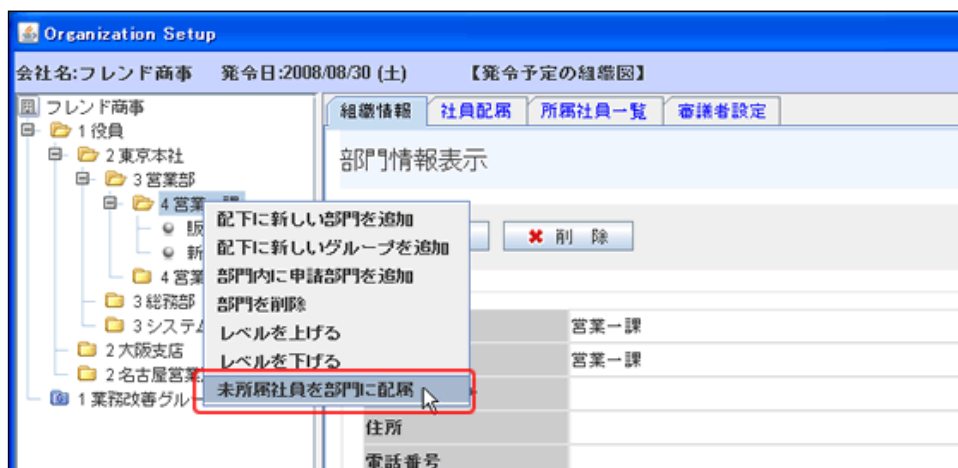 Organization Setup
会社名:フレンド商事 発令日:2008/08/30 (土) 【発令予定の組織図】
フレンド商事
1 役員
2 東京本社
3 営業部
4 営業一課
販
新
4 営業
3 総務部
3 システム
2 大阪支店
2 名古屋営業
1 業務改善グルー
組織情報 社員配属 所属社員一覧 審議者設定
部門情報表示
削 除
配下に新しい部門を追加
配下に新しいグループを追加
部門内に申請部門を追加
部門を削除
レベルを上げる
レベルを下げる
未所属社員を部門に配属
営業一課
営業一課
住所
電話番号